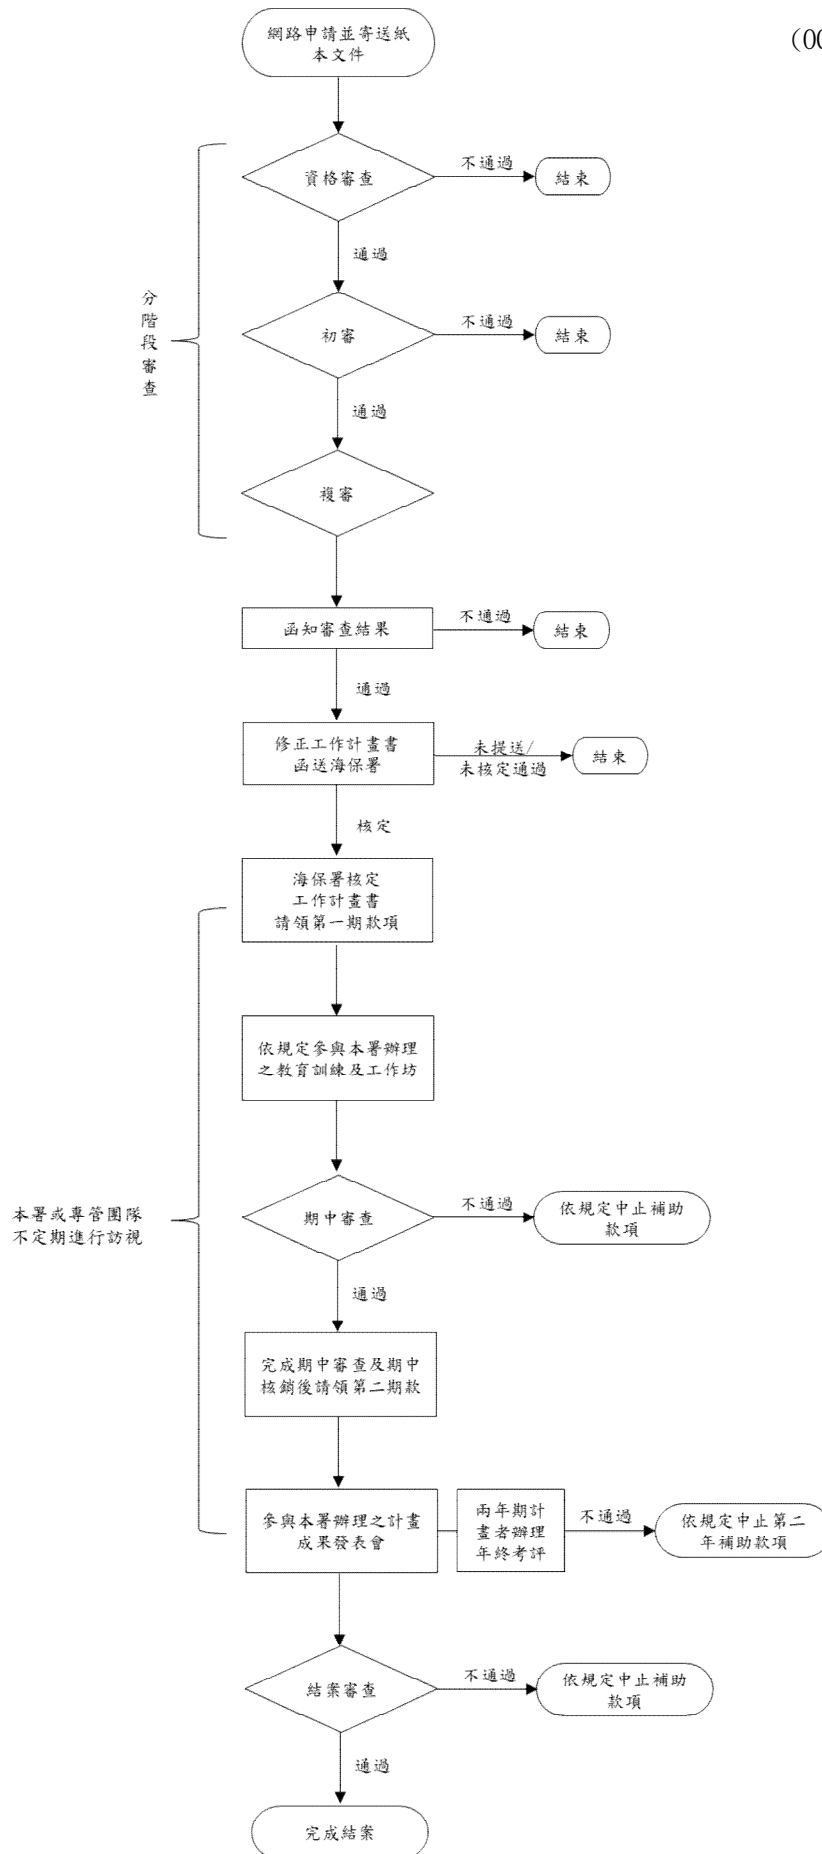 網路申請並寄送紙
本文件
(00
資格審查
不通過
結束
通過
分
階
段
審
查
初審
不通過
結束
通過
複審
函知審查結果
不通過
結束
通過
修正工作計畫書
函送海保署
未提送/
未核定通過
結束
核定
海保署核定
工作計畫書
請領第一期款項
依規定參與本署辦理
之教育訓練及工作坊
本署或專管團隊
不定期進行訪視
期中審查
不通過
依規定中止補助
款項
通過
完成期中審查及期中
核銷後請領第二期款
參與本署辦理之計畫
成果發表會
兩年期計
畫者辦理
年終考評
不通過
依規定中止第二
年補助款項
結案審查
不通過
依規定中止補助
款項
通過
完成結案